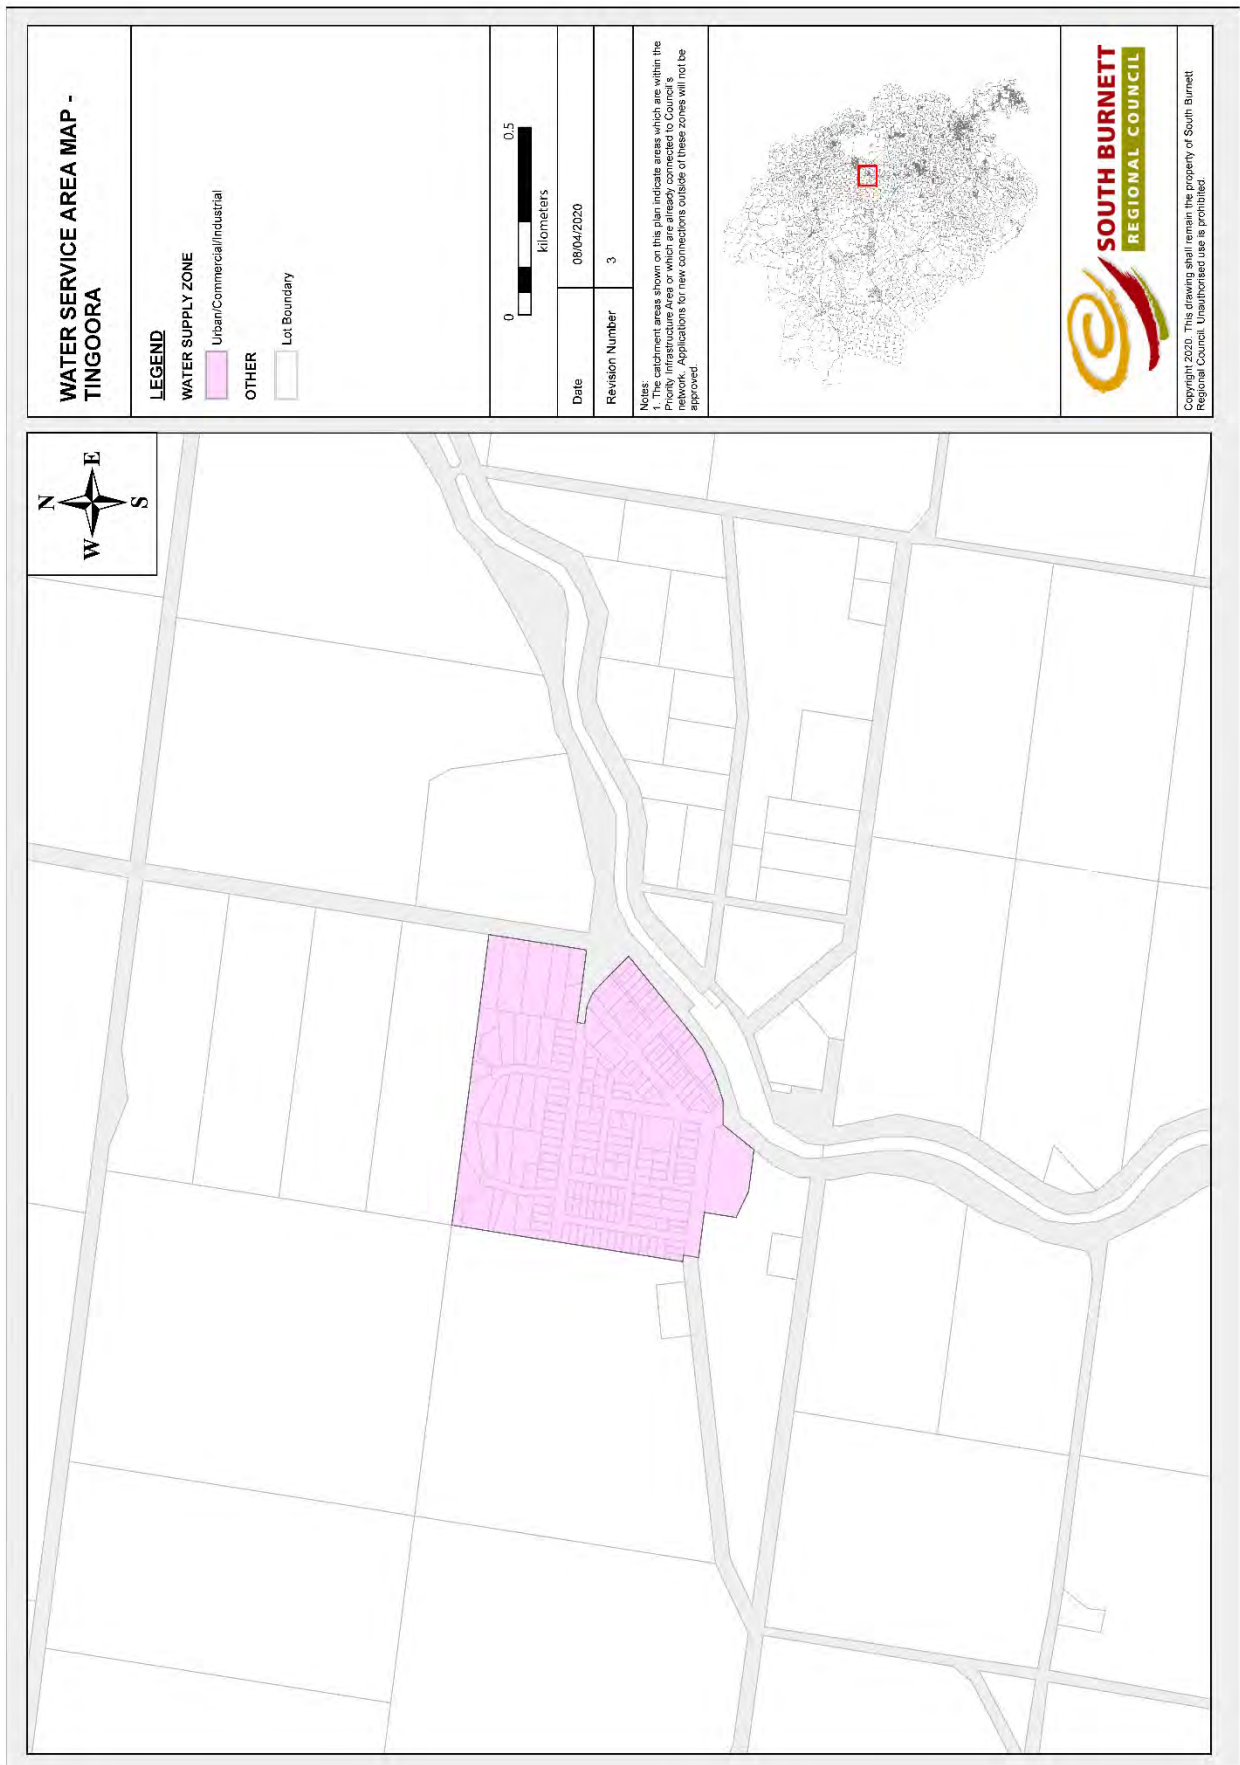 WATER SERVICE AREA MAP -
TINGOORA
LEGEND
WATER SUPPLY ZONE
Urban/Commercial/Industrial
OTHER
Lot Boundary
0 0.5
kilometers
Date 08/04/2020
Revision Number 3
Notes:
1. The catchment areas shown on this plan indicate areas which are within the
Priority Infrastructure Area or which are already connected to Council's
network. Applications for new connections outside of these zones will not be
approved.
SOUTH BURNETT
REGIONAL COUNCIL
Copyright 2020. This drawing shall remain the property of South Burnett
Regional Council. Unauthorised use is prohibited.
N
W E
S